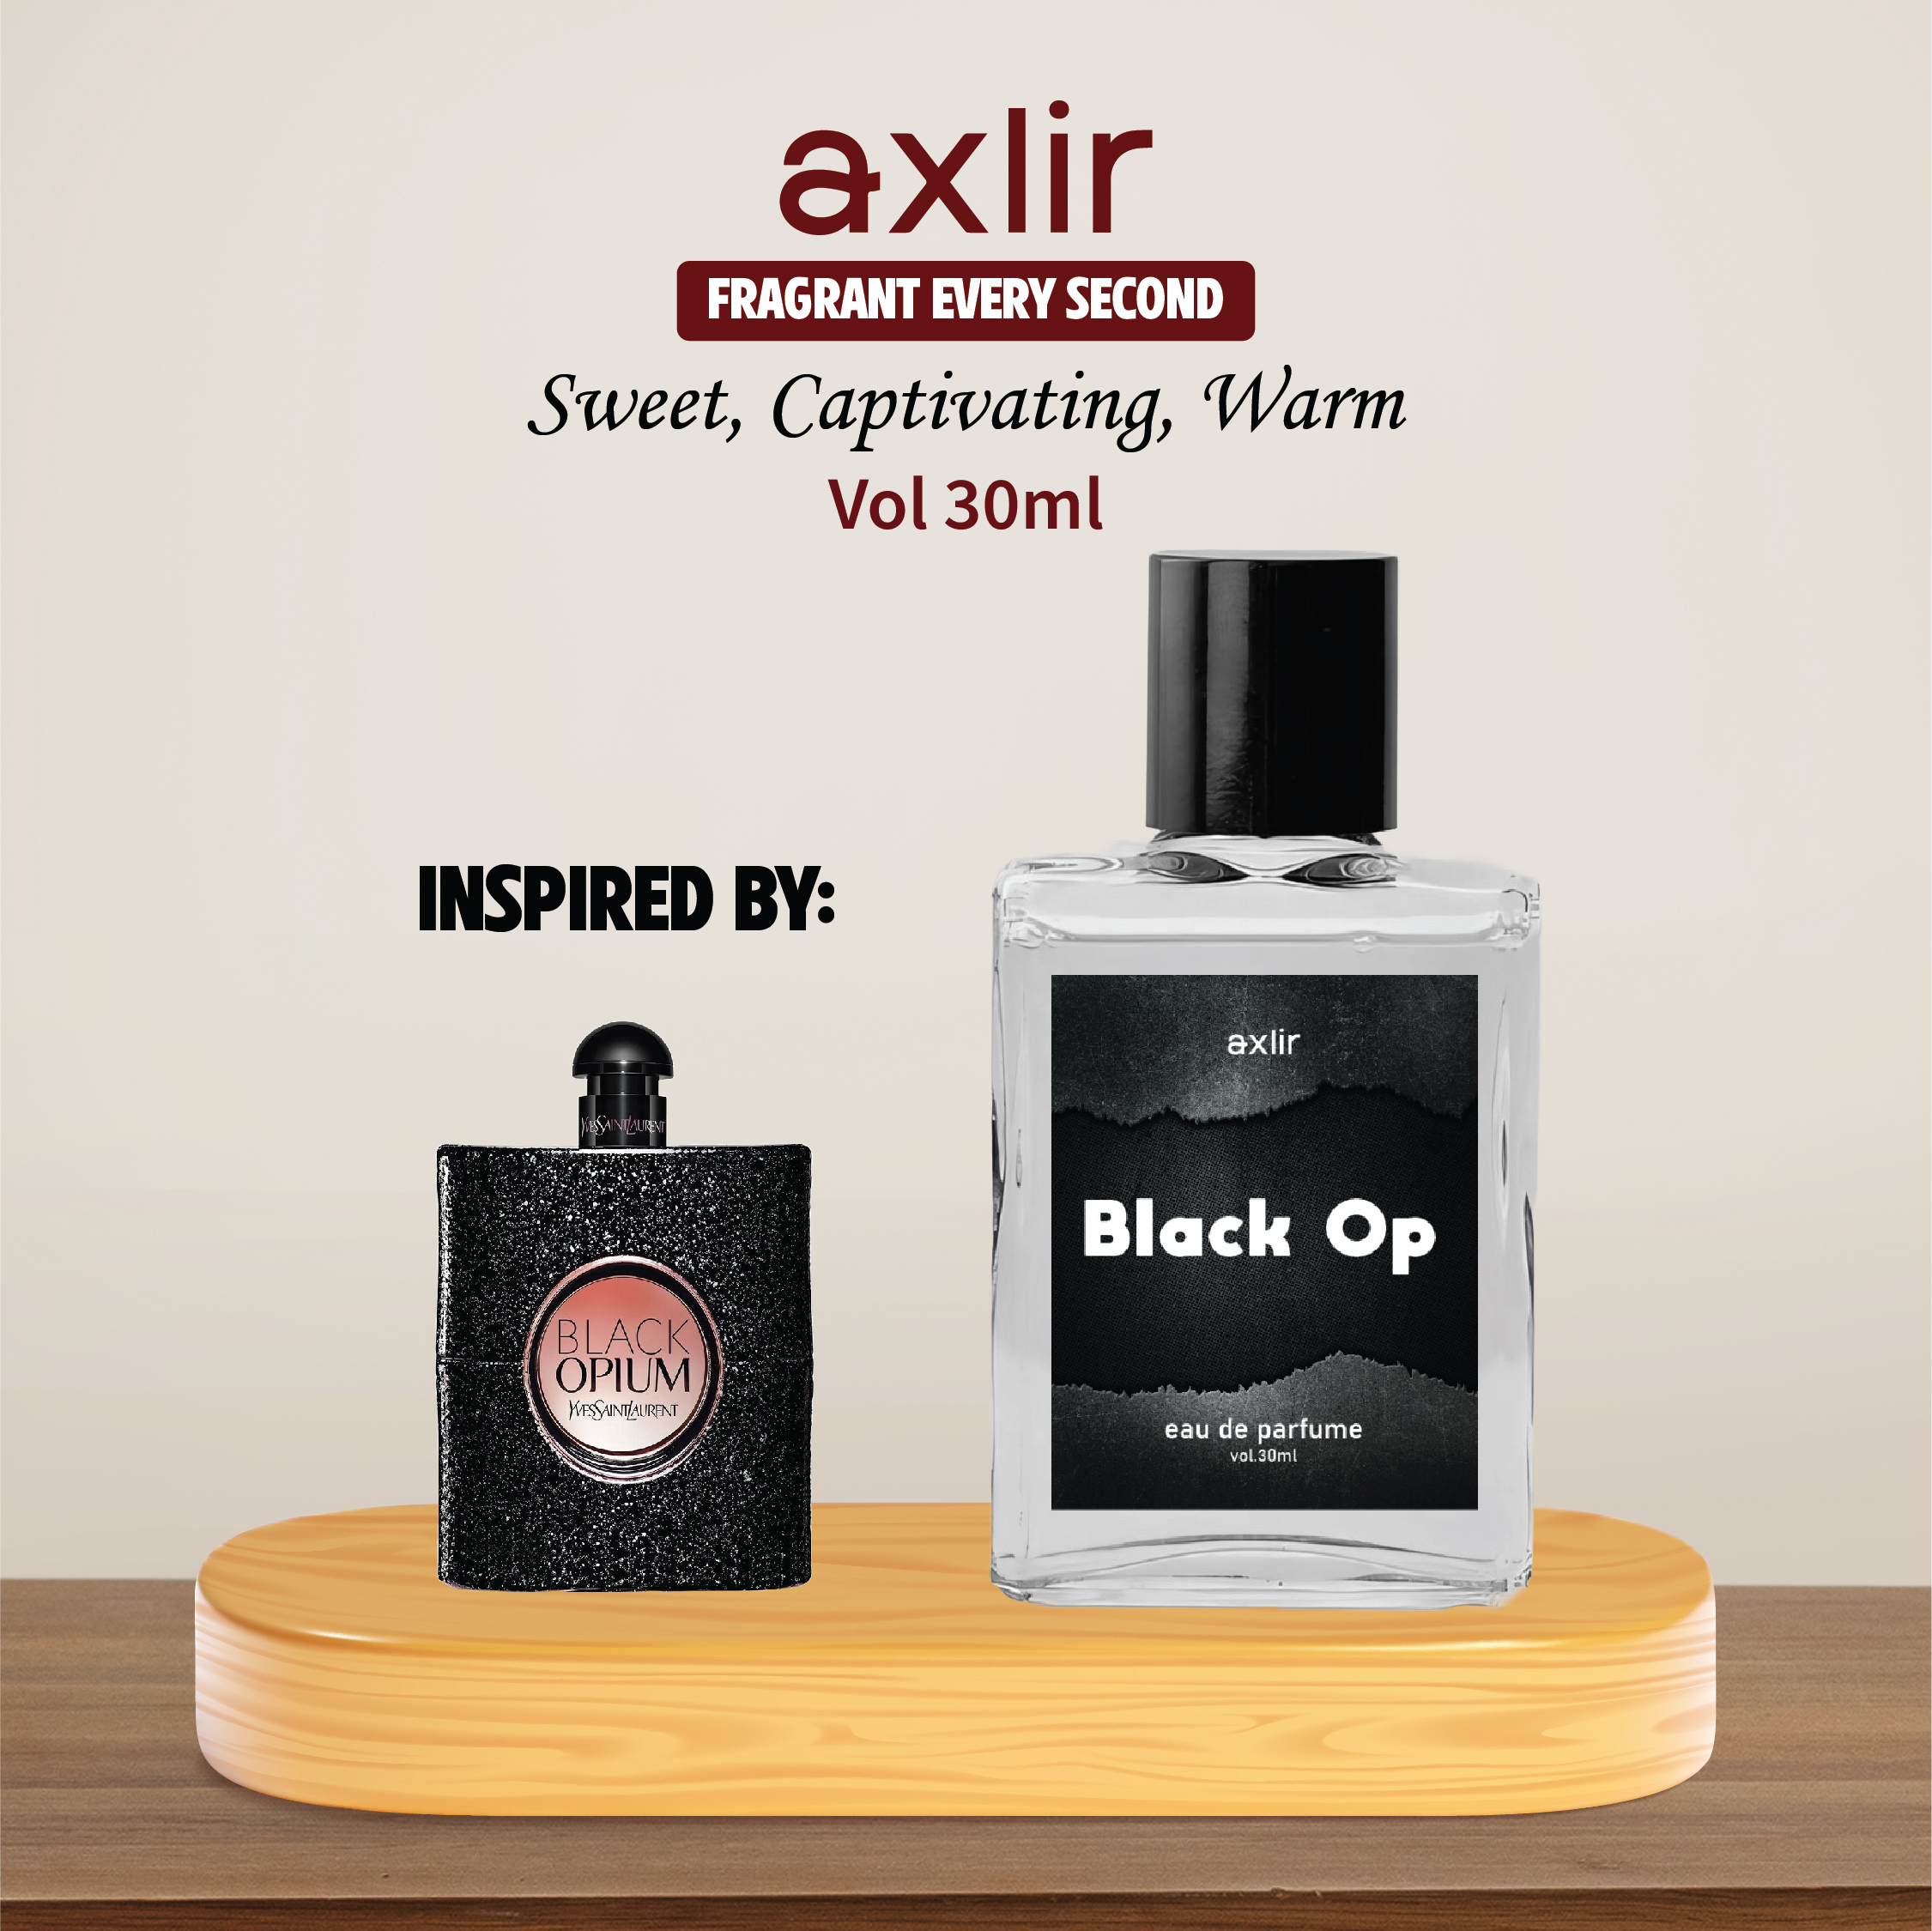 axlir
FRAGRANT EVERY SECOND
Sweet, Captivating, Warm
Vol 30ml
INSPIRED BY:
YVESSAINTLAURENT
BLACK
OPIUM
YVESSAINTLAURENT
axlir
Black Op
eau de parfume
vol.30ml